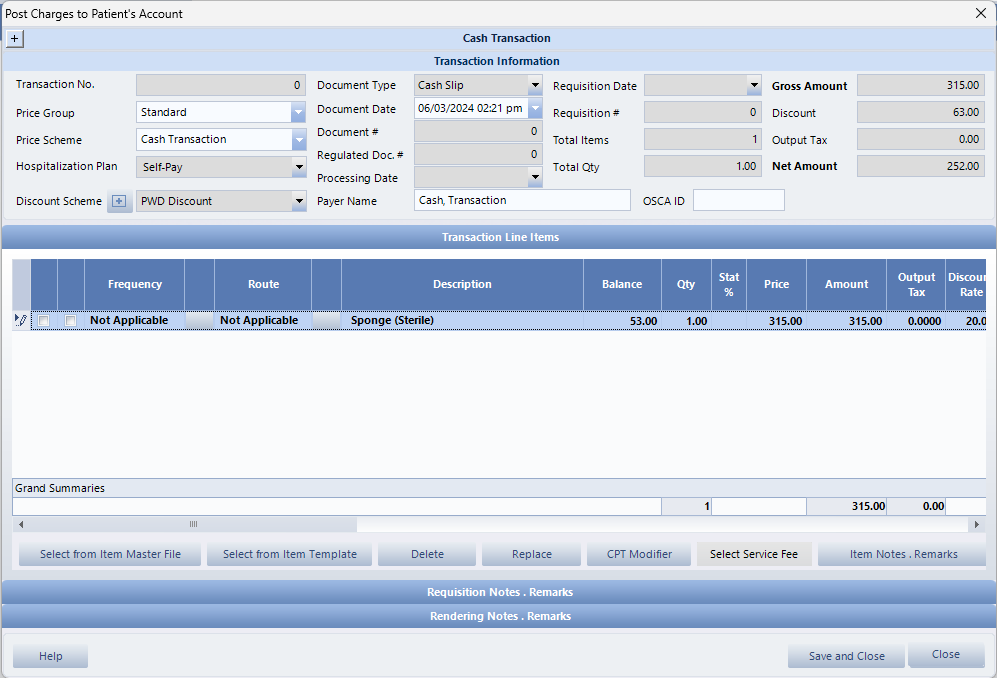 Post Charges to Patient's Account
+
Cash Transaction
Transaction Information
Transaction No. 0 Document Type Cash Slip Requisition Date Gross Amount 315.00
Price Group Standard Document Date 06/03/2024 02:21 pm Requisition # 0 Discount 63.00
Price Scheme Cash Transaction Document # 0 Total Items 1 Output Tax 0.00
Regulated Doc. # 0
Hospitalization Plan Self-Pay Processing Date Total Qty 1.00 Net Amount 252.00
Discount Scheme + PWD Discount Payer Name Cash, Transaction OSCA ID
Transaction Line Items
Frequency Route Description Balance Qty Stat % Price Amount Output Tax Discoun Rate
Not Applicable Not Applicable Sponge (Sterile) 53.00 1.00 315.00 315.00 0.0000 20.0
Grand Summaries
1 315.00 0.00
Select from Item Master File Select from Item Template Delete Replace CPT Modifier Select Service Fee Item Notes . Remarks
Requisition Notes . Remarks
Rendering Notes . Remarks
Help Save and Close Close